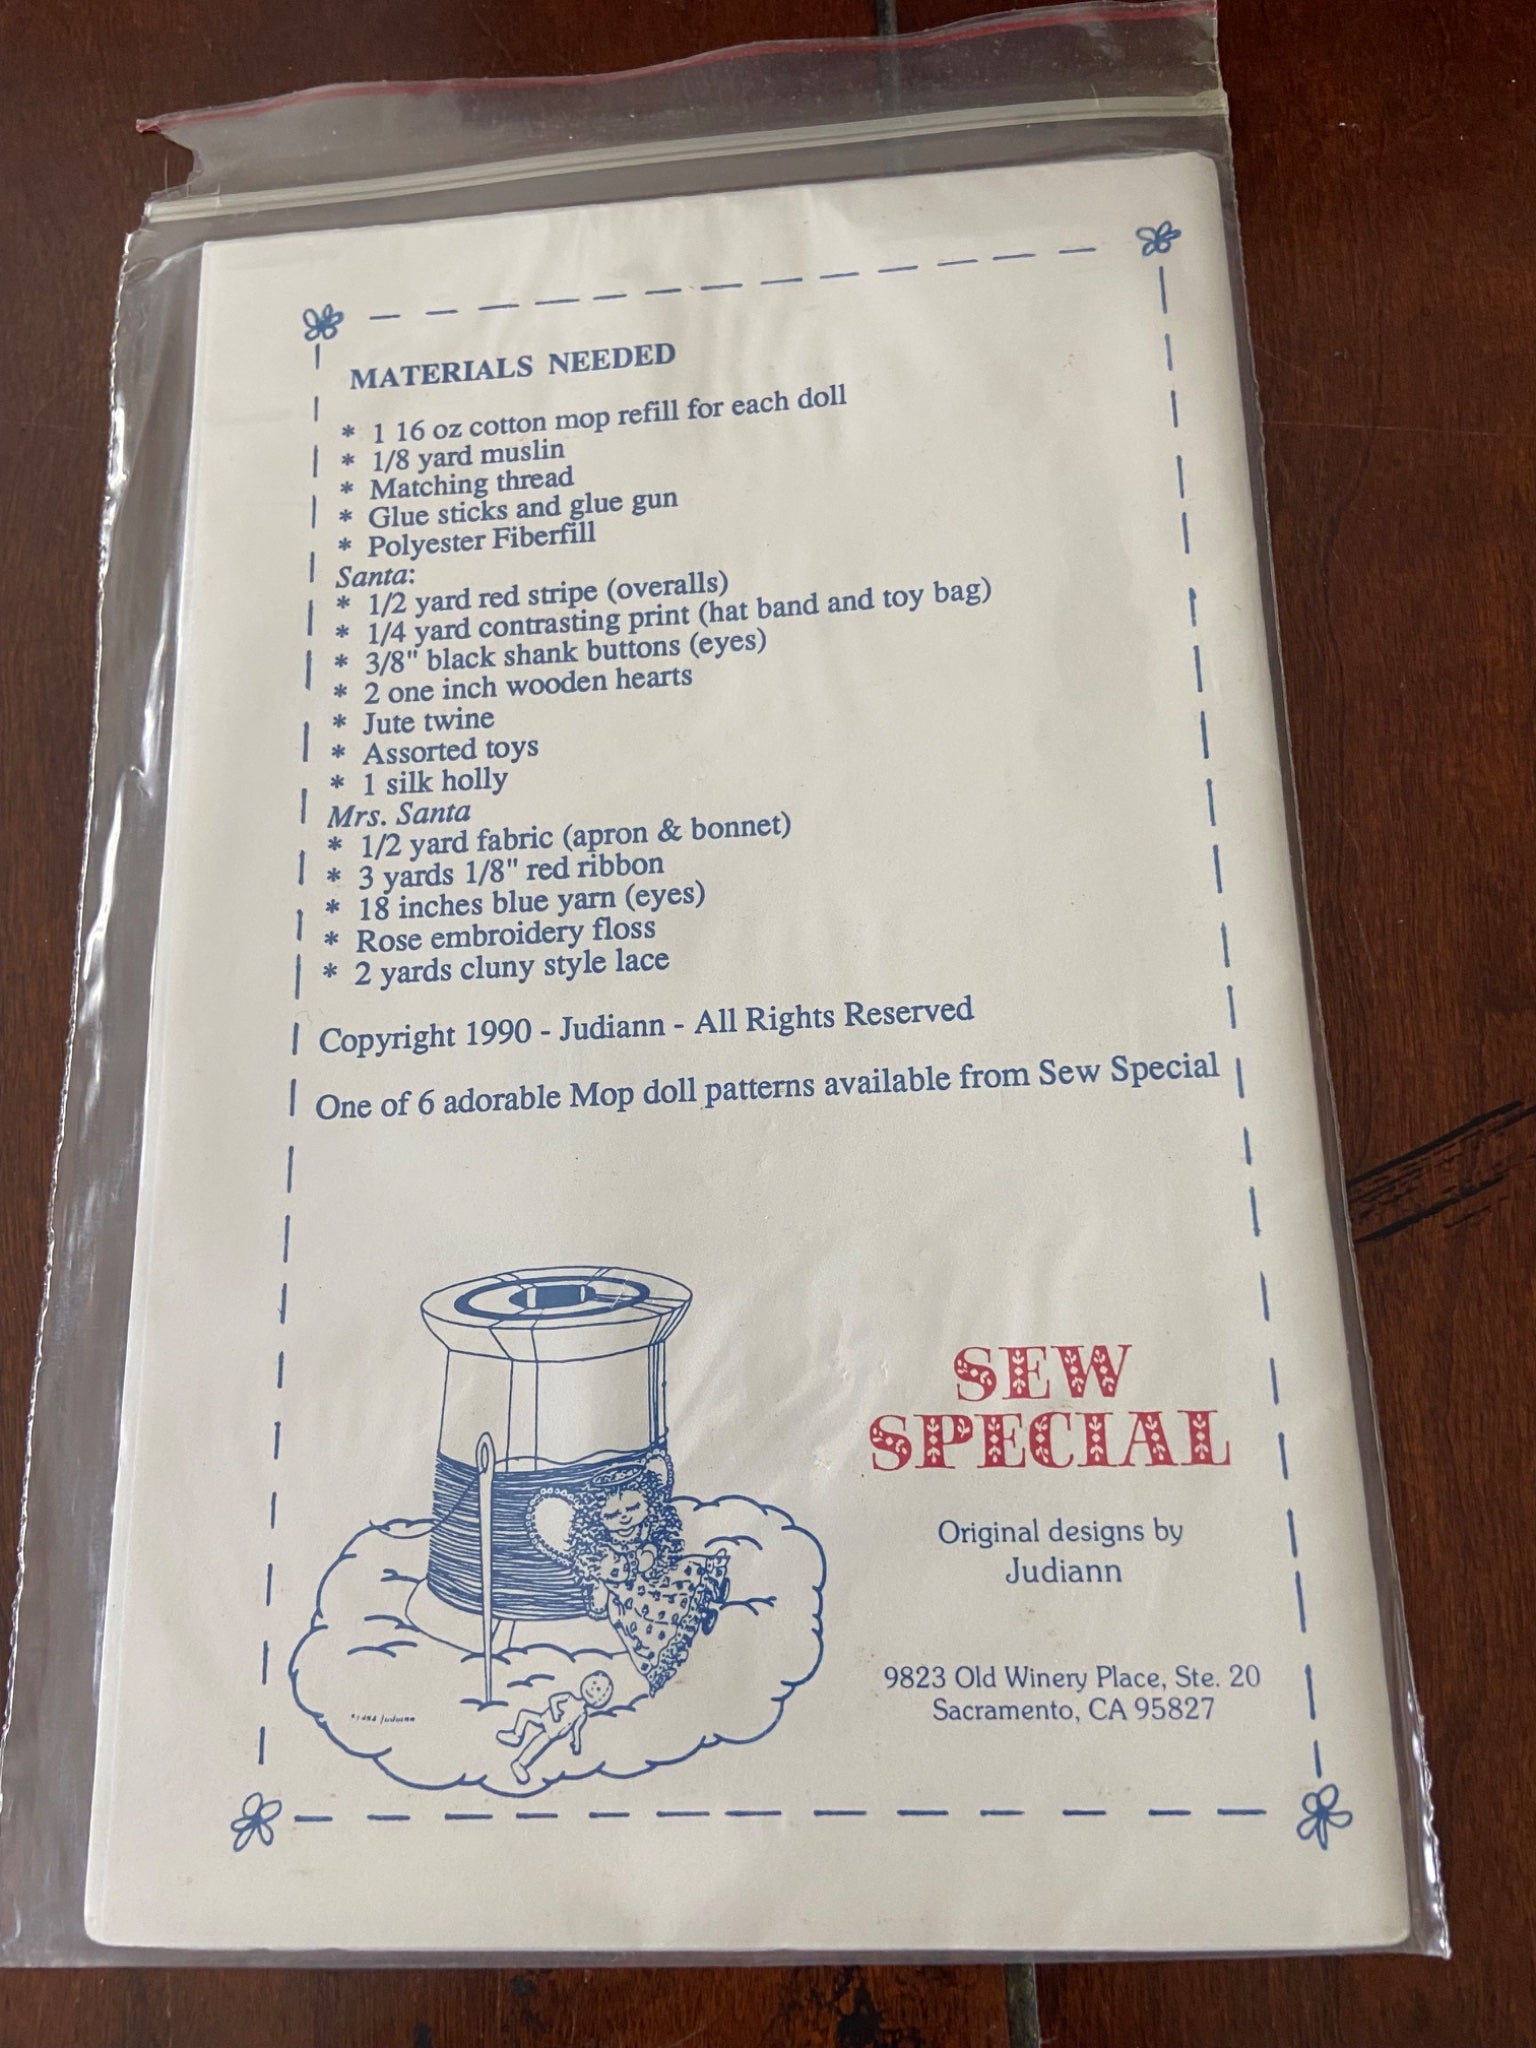 MATERIALS NEEDED
* 1 16 oz cotton mop refill for each doll
* 1/8 yard muslin
* Matching thread
* Glue sticks and glue gun
* Polyester Fiberfill
Santa:
* 1/2 yard red stripe (overalls)
* 1/4 yard contrasting print (hat band and toy bag)
* 3/8" black shank buttons (eyes)
* 2 one inch wooden hearts
* Jute twine
* Assorted toys
* 1 silk holly
Mrs. Santa
* 1/2 yard fabric (apron & bonnet)
* 3 yards 1/8" red ribbon
* 18 inches blue yarn (eyes)
* Rose embroidery floss
* 2 yards cluny style lace
Copyright 1990 - Judiann - All Rights Reserved
One of 6 adorable Mop doll patterns available from Sew Special
SEW
SPECIAL
Original designs by
Judiann
9823 Old Winery Place, Ste. 20
Sacramento, CA 95827
Judiann